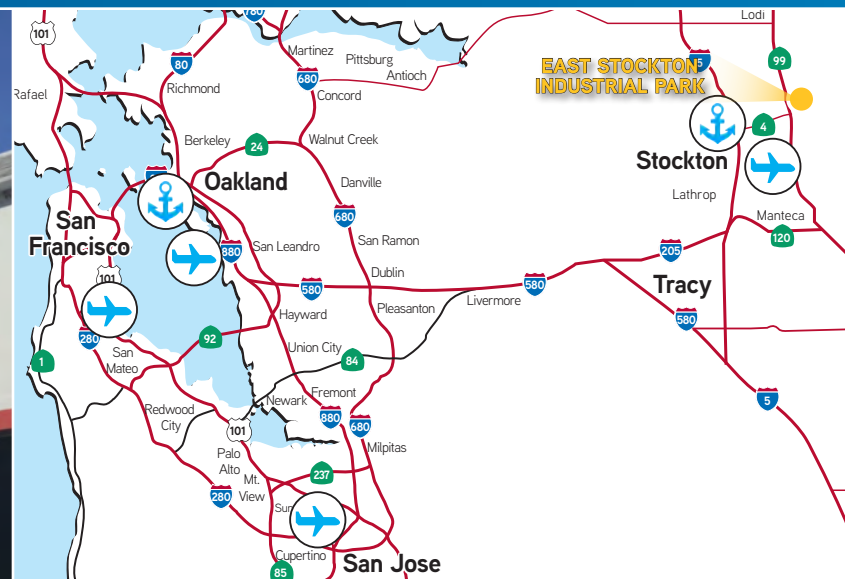 Lodi
101
780
Martinez
Pittsburg
Antioch
80
680
5
99
EAST STOCKTON
INDUSTRIAL PARK
Rafael
Richmond
Concord
Berkeley
24
Walnut Creek
4
Stockton
Oakland
Danville
Lathrop
680
Manteca
San
Francisco
880
San Leandro
San Ramon
205
120
101
Dublin
580
580
Livermore
Tracy
Hayward
Pleasanton
580
280
92
Union City
84
1
San
Mateo
Newark
Fremont
5
Redwood
City
880
680
101
Milpitas
Palo
Alto
Mt.
View
237
280
Sun
Cupertino
San Jose
85